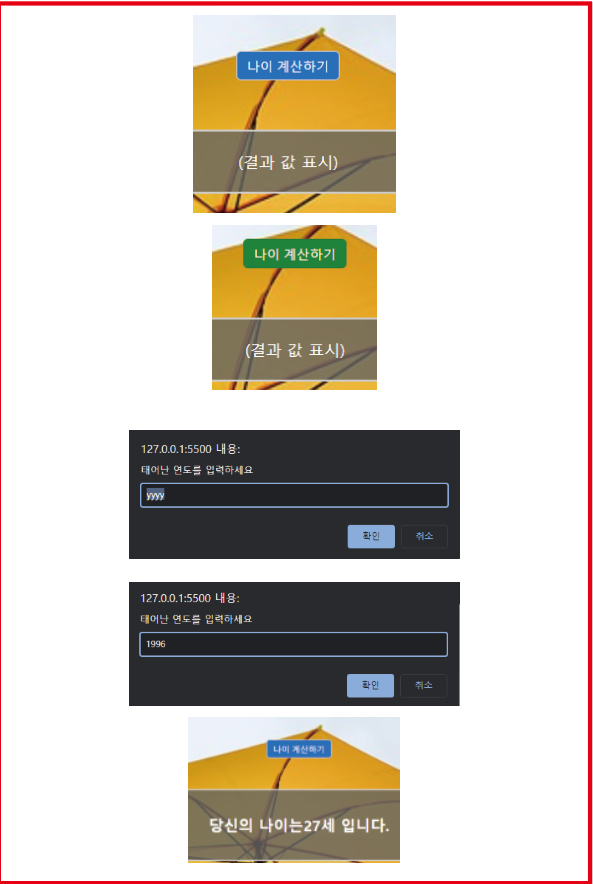 나이 계산하기
(결과 값 표시)
나이 계산하기
(결과 값 표시)
127.0.0.1:5500 내용:
태어난 연도를 입력하세요
yyyy
확인 취소
127.0.0.1:5500 내용:
태어난 연도를 입력하세요
1996
확인 취소
나이 계산하기
당신의 나이는27세 입니다.